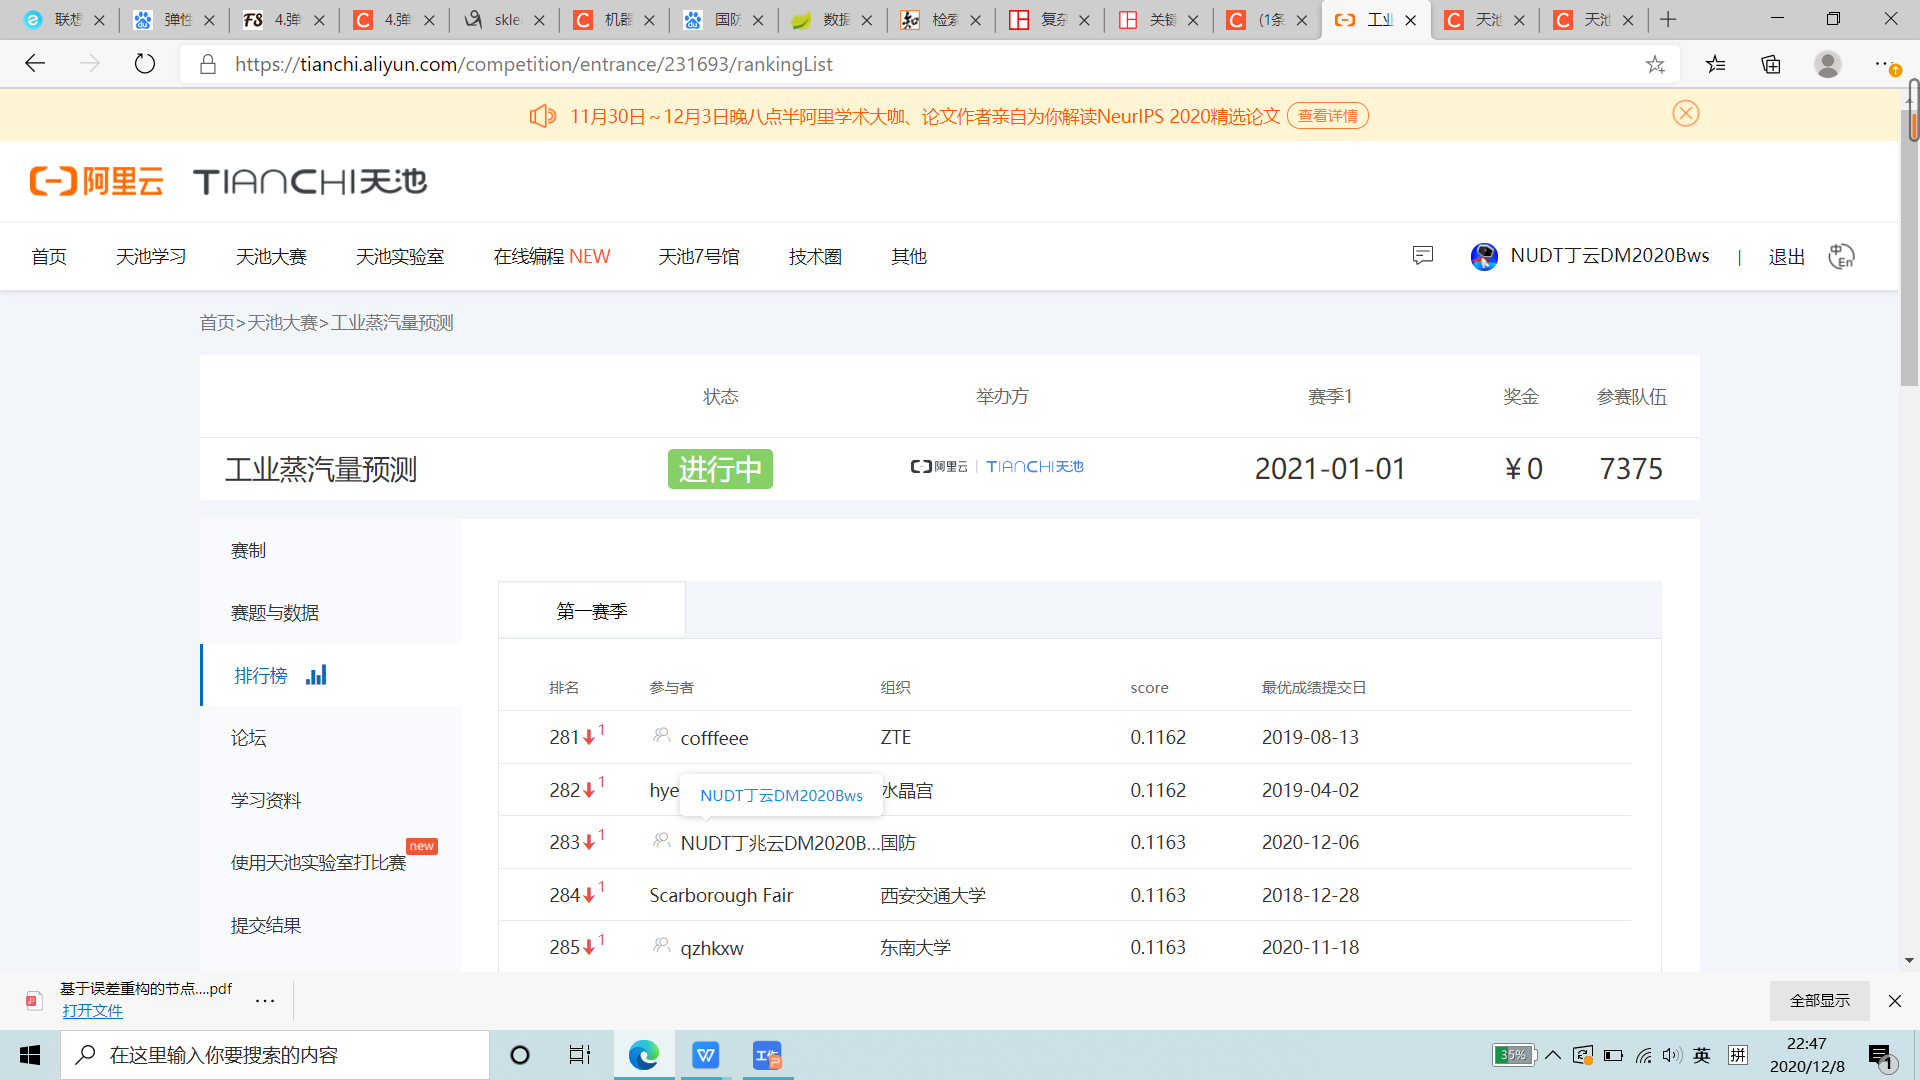 联想 弹性 4.弹 4.弹 skle 机器 国防 数据 检索 复杂 关键 (1条 工业 天池 天池
https://tianchi.aliyun.com/competition/entrance/231693/rankingList
11月30日～12月3日晚八点半阿里学术大咖、论文作者亲自为你解读NeurIPS 2020精选论文 查看详情
阿里云 TIANCHI天池
首页 天池学习 天池大赛 天池实验室 在线编程 NEW 天池7号馆 技术圈 其他 NUDT丁云DM2020Bws | 退出 中 En
首页>天池大赛>工业蒸汽量预测
状态 举办方 赛季1 奖金 参赛队伍
工业蒸汽量预测 进行中 阿里云 | TIANCHI天池 2021-01-01 ￥0 7375
赛制
赛题与数据
排行榜
论坛
学习资料
使用天池实验室打比赛 new
提交结果
第一赛季
排名 参与者 组织 score 最优成绩提交日
281 1 cofffeee ZTE 0.1162 2019-08-13
282 1 hye 水晶宫 0.1162 2019-04-02
NUDT丁云DM2020Bws
283 1 NUDT丁兆云DM2020B... 国防 0.1163 2020-12-06
284 1 Scarborough Fair 西安交通大学 0.1163 2018-12-28
285 1 qzhkxw 东南大学 0.1163 2020-11-18
基于误差重构的节点....pdf
打开文件
全部显示
在这里输入你要搜索的内容
35% 英 拼
22:47
2020/12/8
1